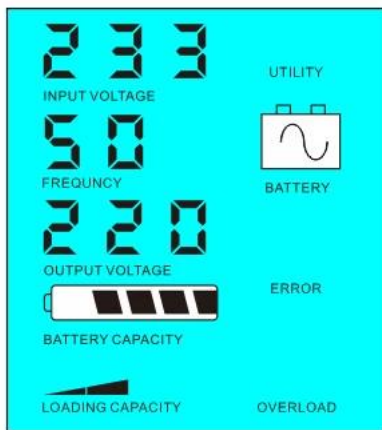 233
UTILITY
INPUT VOLTAGE
50
FREQUNCY
BATTERY
220
OUTPUT VOLTAGE
ERROR
BATTERY CAPACITY
LOADING CAPACITY
OVERLOAD